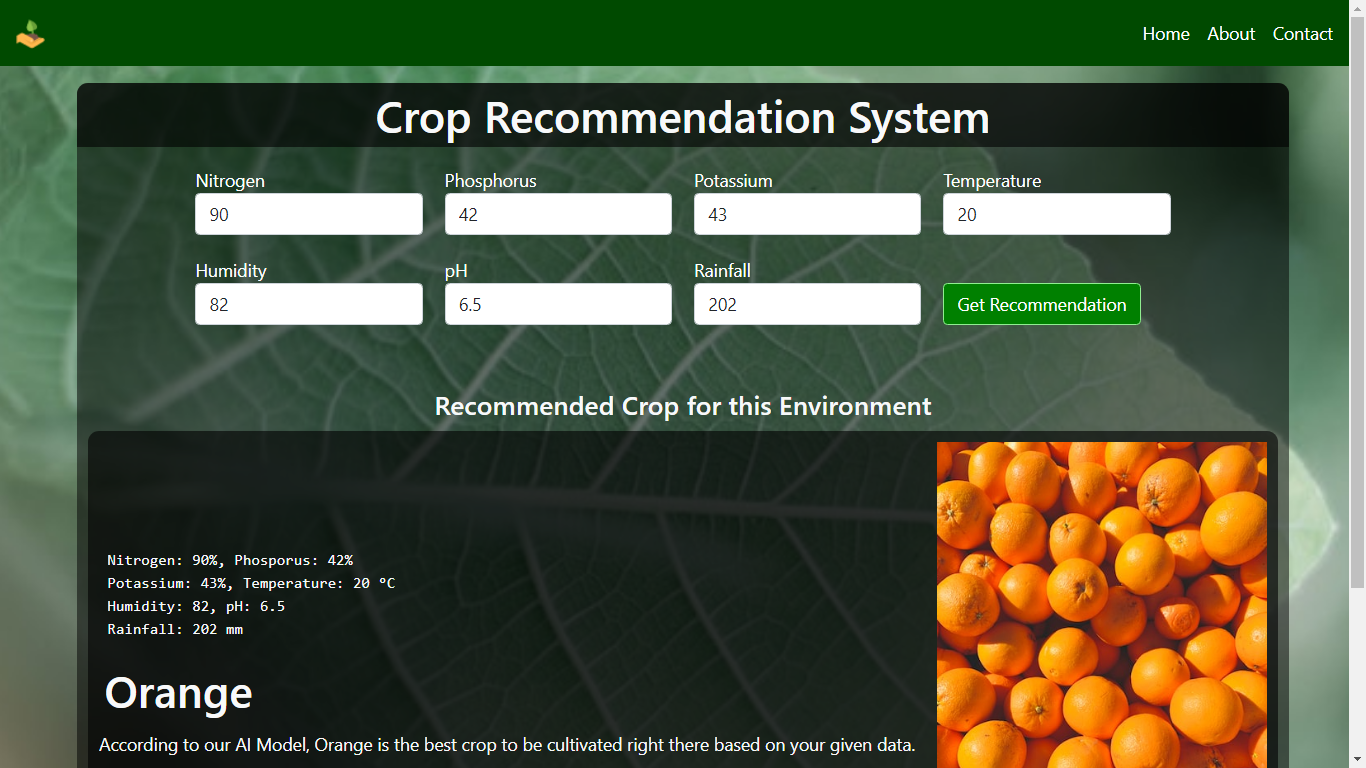 Home About Contact
Crop Recommendation System
Nitrogen Phosphorus Potassium Temperature
90 42 43 20
Humidity pH Rainfall
82 6.5 202 Get Recommendation
Recommended Crop for this Environment
Nitrogen: 90%, Phosporus: 42%
Potassium: 43%, Temperature: 20 °C
Humidity: 82, pH: 6.5
Rainfall: 202 mm
Orange
According to our AI Model, Orange is the best crop to be cultivated right there based on your given data.